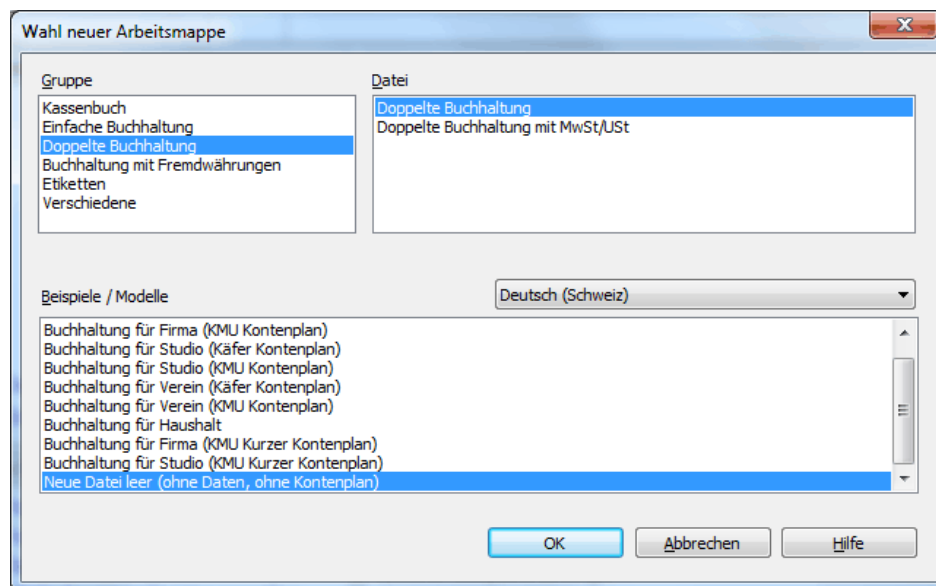 Wahl neuer Arbeitsmappe
Gruppe
Kassenbuch
Einfache Buchhaltung
Doppelte Buchhaltung
Buchhaltung mit Fremdwährungen
Etiketten
Verschiedene
Datei
Doppelte Buchhaltung
Doppelte Buchhaltung mit MwSt/USt
Beispiele / Modelle
Deutsch (Schweiz)
Buchhaltung für Firma (KMU Kontenplan)
Buchhaltung für Studio (Käfer Kontenplan)
Buchhaltung für Studio (KMU Kontenplan)
Buchhaltung für Verein (Käfer Kontenplan)
Buchhaltung für Verein (KMU Kontenplan)
Buchhaltung für Haushalt
Buchhaltung für Firma (KMU Kurzer Kontenplan)
Buchhaltung für Studio (KMU Kurzer Kontenplan)
Neue Datei leer (ohne Daten, ohne Kontenplan)
OK
Abbrechen
Hilfe